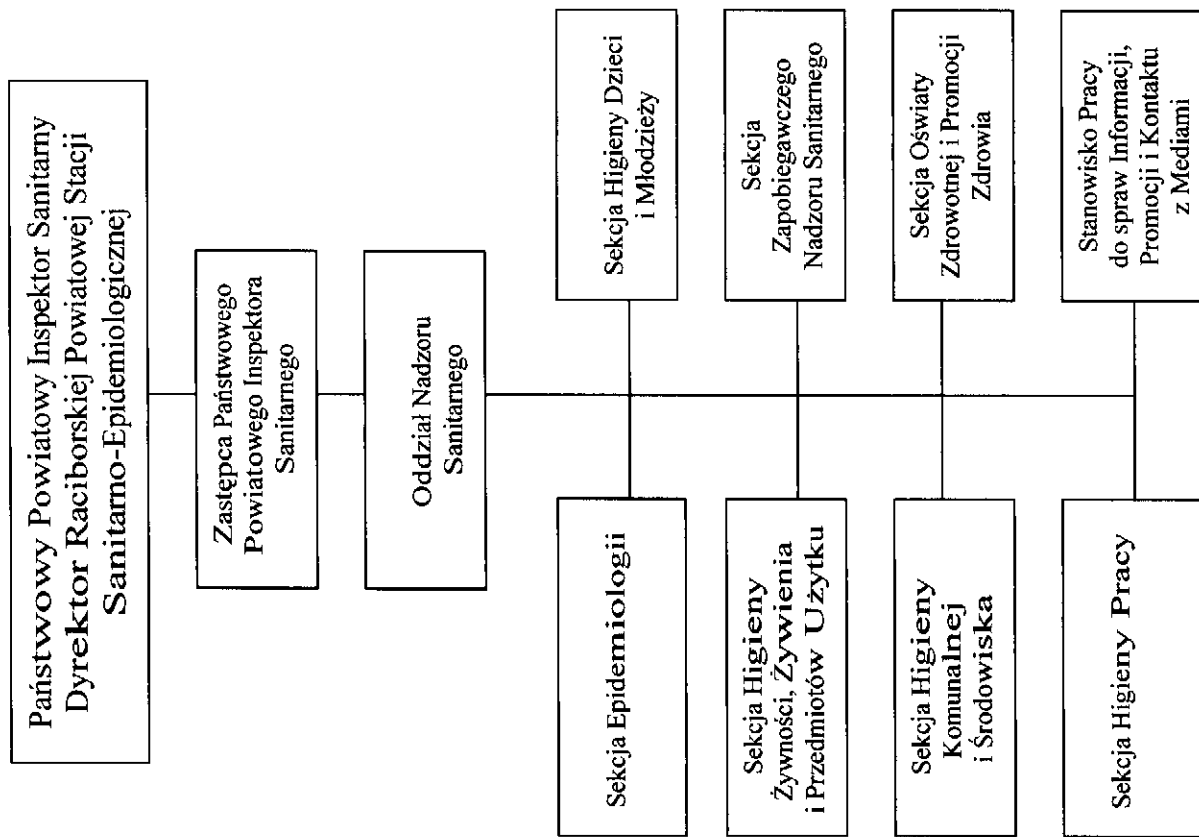 Państwowy Powiatowy Inspektor Sanitarny
Dyrektor Raciborskiej Powiatowej Stacji
Sanitarno-Epidemiologicznej
Zastępca Państwowego
Powiatowego Inspektora
Sanitarnego
Oddział Nadzoru
Sanitarnego
Sekcja Epidemiologii
Sekcja Higieny Dzieci
i Młodzieży
Sekcja Higieny
Żywności, Żywienia
i Przedmiotów Użytku
Sekcja
Zapobiegawczego
Nadzoru Sanitarnego
Sekcja Higieny
Komunalnej
i Środowiska
Sekcja Oświaty
Zdrowotnej i Promocji
Zdrowia
Sekcja Higieny Pracy
Stanowisko Pracy
do spraw Informacji,
Promocji i Kontaktu
z Mediami